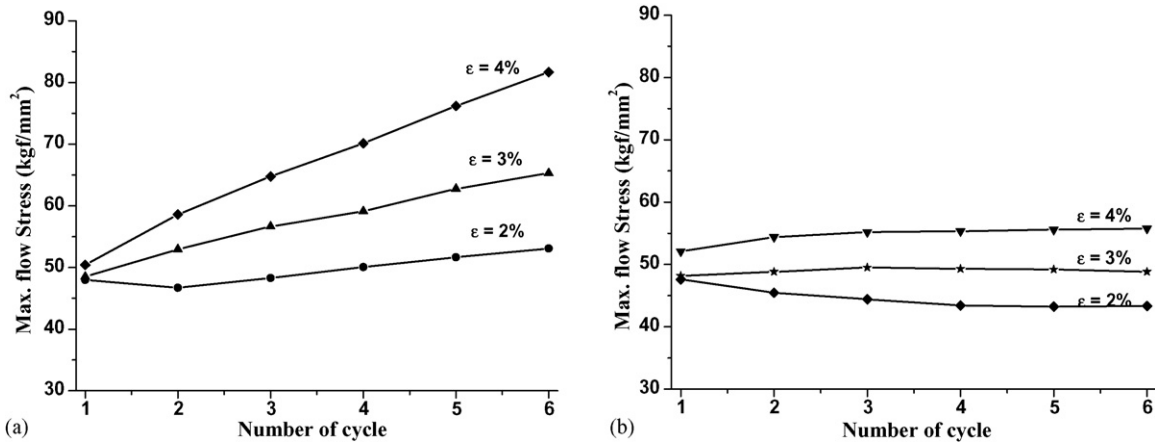 90
80
70
60
50
40
30
Max. flow Stress (kgf/mm²)
ε = 4%
ε = 3%
ε = 2%
1 2 3 4 5 6
(a) Number of cycle
90
80
70
60
50
40
30
Max. flow Stress (kgf/mm²)
ε = 4%
ε = 3%
ε = 2%
1 2 3 4 5 6
(b) Number of cycle